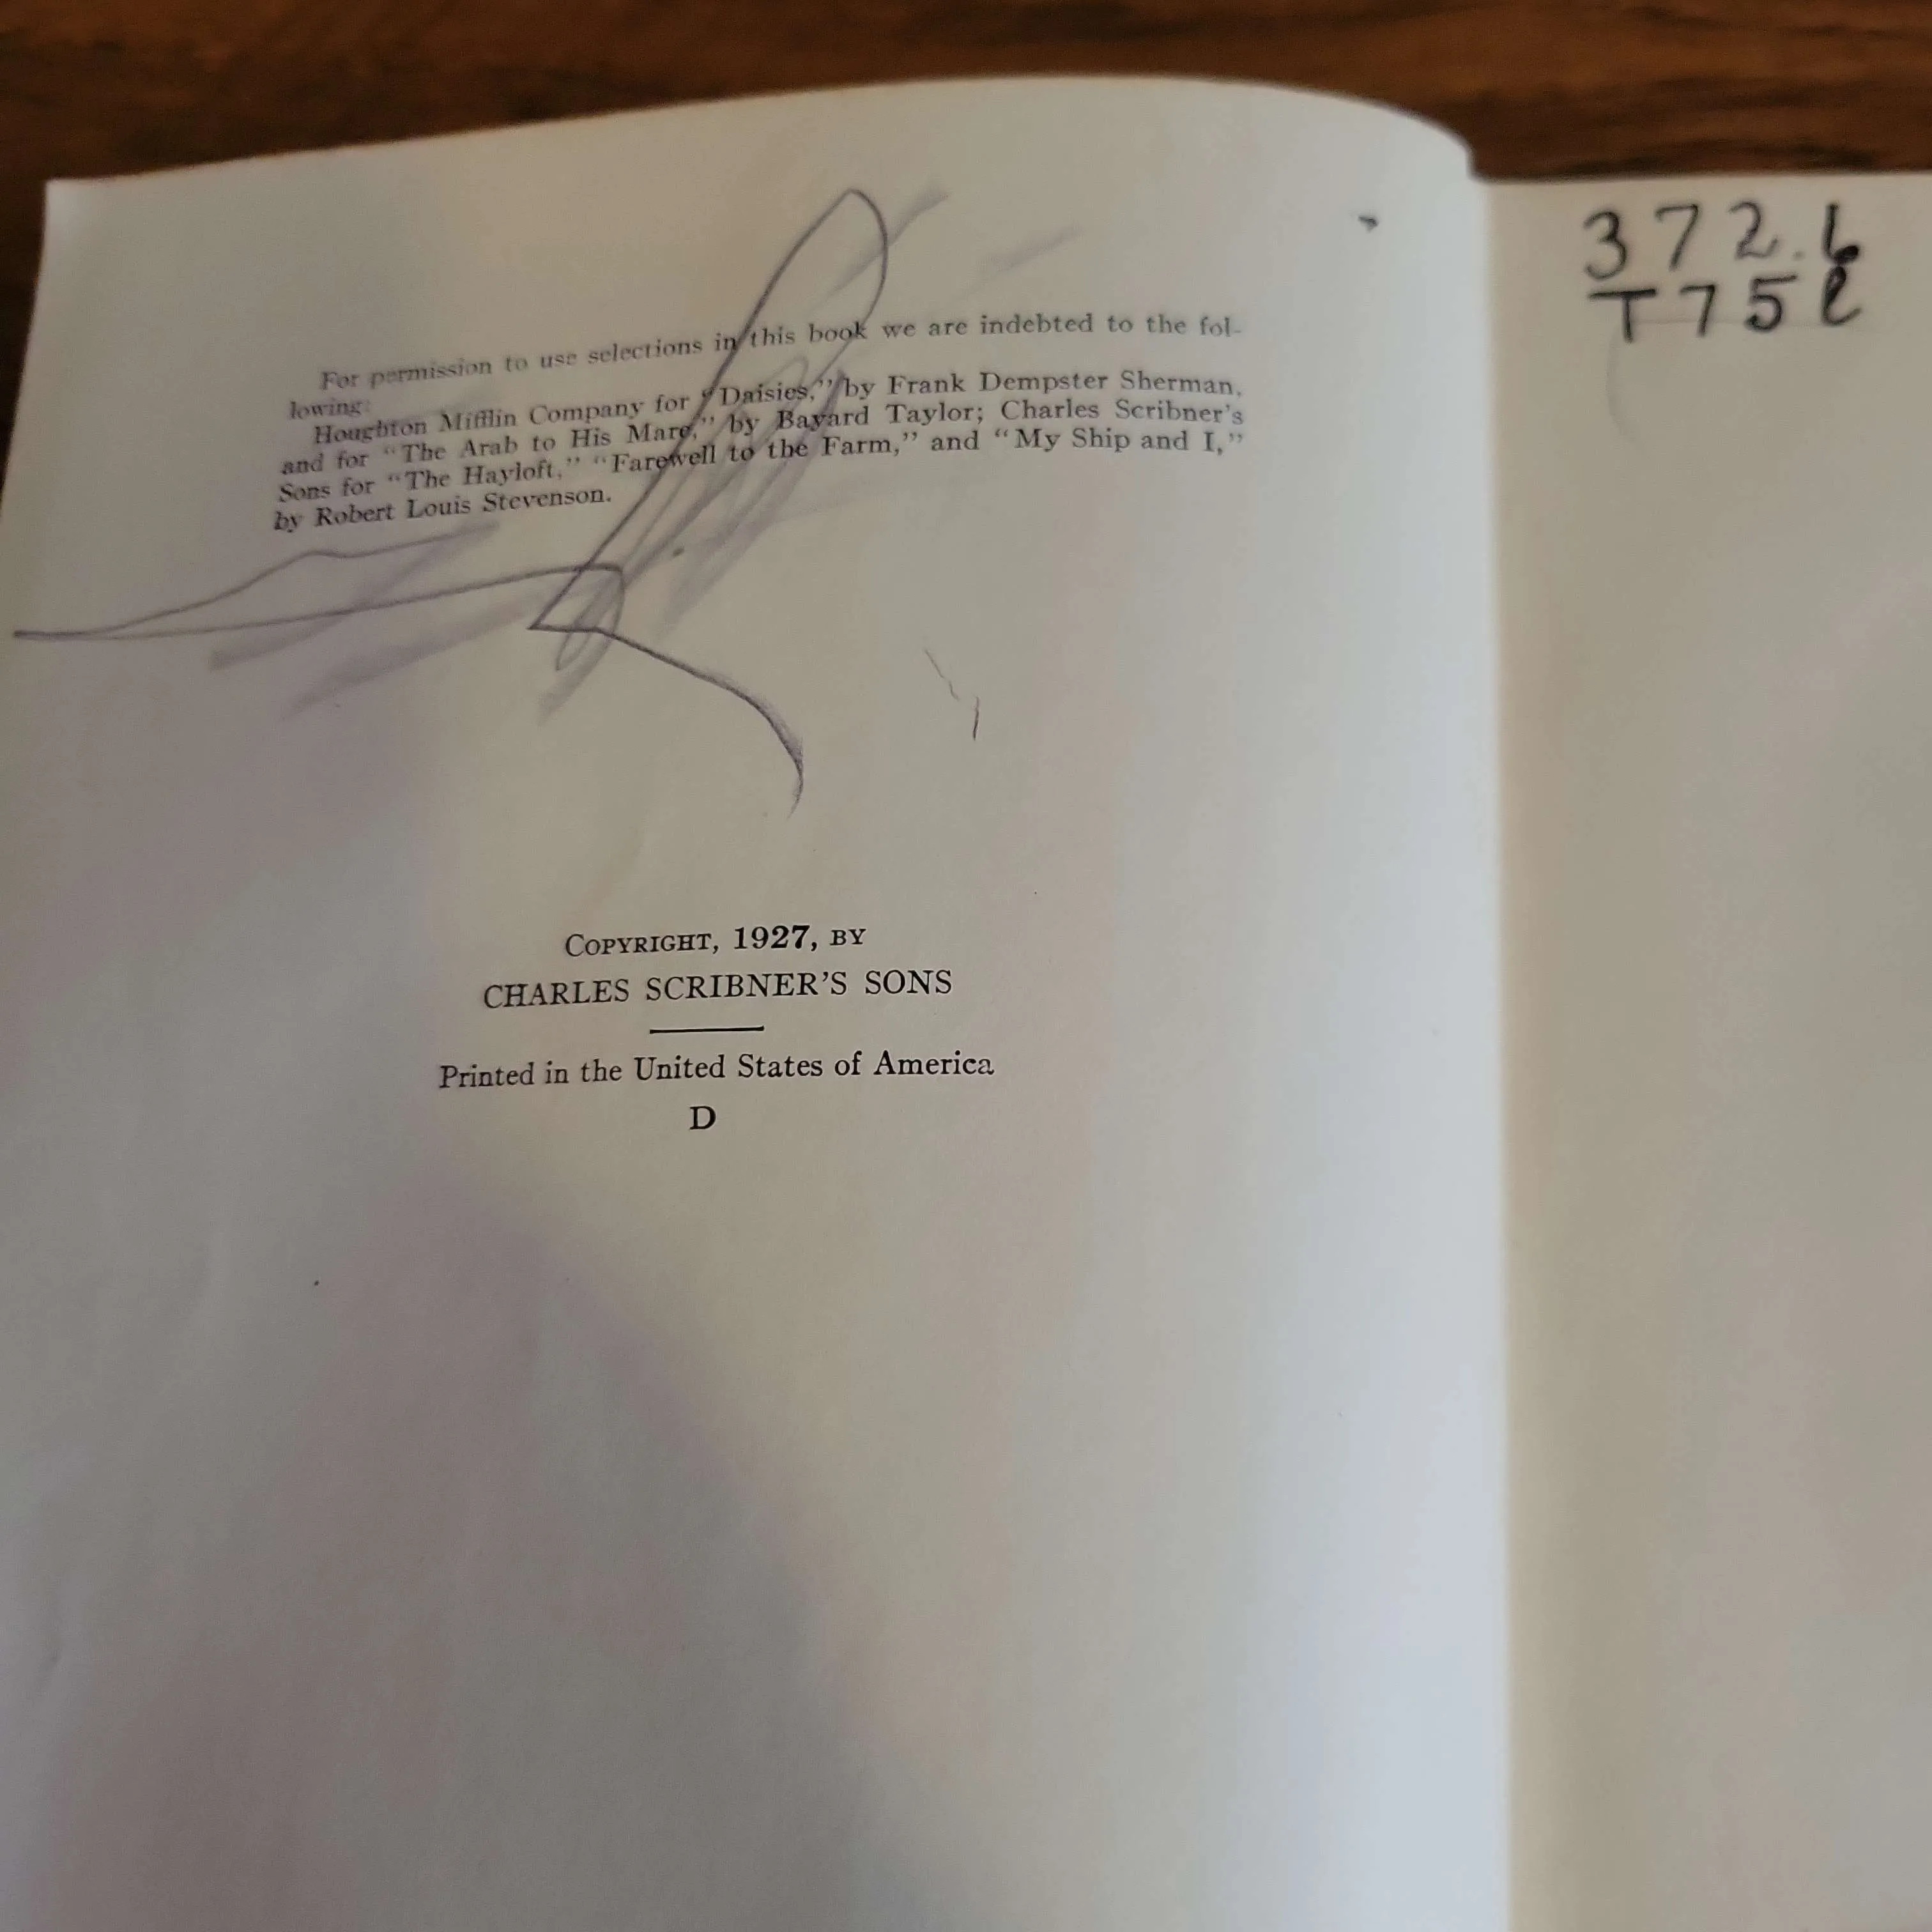 For permission to use selections in this book we are indebted to the fol-
lowing:
Houghton Mifflin Company for “Daisies,” by Frank Dempster Sherman,
and for “The Arab to His Mare,” by Bayard Taylor; Charles Scribner’s
Sons for “The Hayloft,” “Farewell to the Farm,” and “My Ship and I,”
by Robert Louis Stevenson.
COPYRIGHT, 1927, BY
CHARLES SCRIBNER’S SONS
Printed in the United States of America
D
372.6
T75l